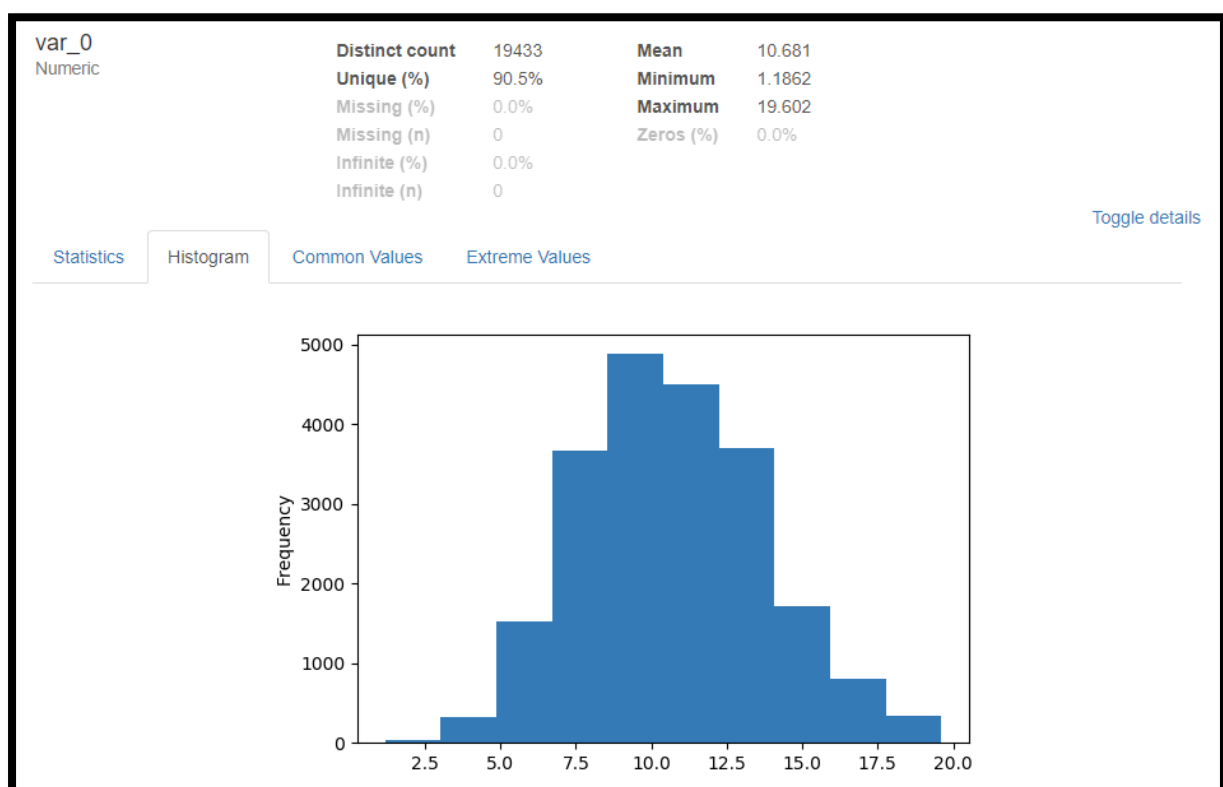 var_0
Numeric
Distinct count 19433
Unique (%) 90.5%
Missing (%) 0.0%
Missing (n) 0
Infinite (%) 0.0%
Infinite (n) 0
Mean 10.681
Minimum 1.1862
Maximum 19.602
Zeros (%) 0.0%
Toggle details
Statistics Histogram Common Values Extreme Values
5000
4000
3000
2000
1000
0
Frequency
2.5 5.0 7.5 10.0 12.5 15.0 17.5 20.0